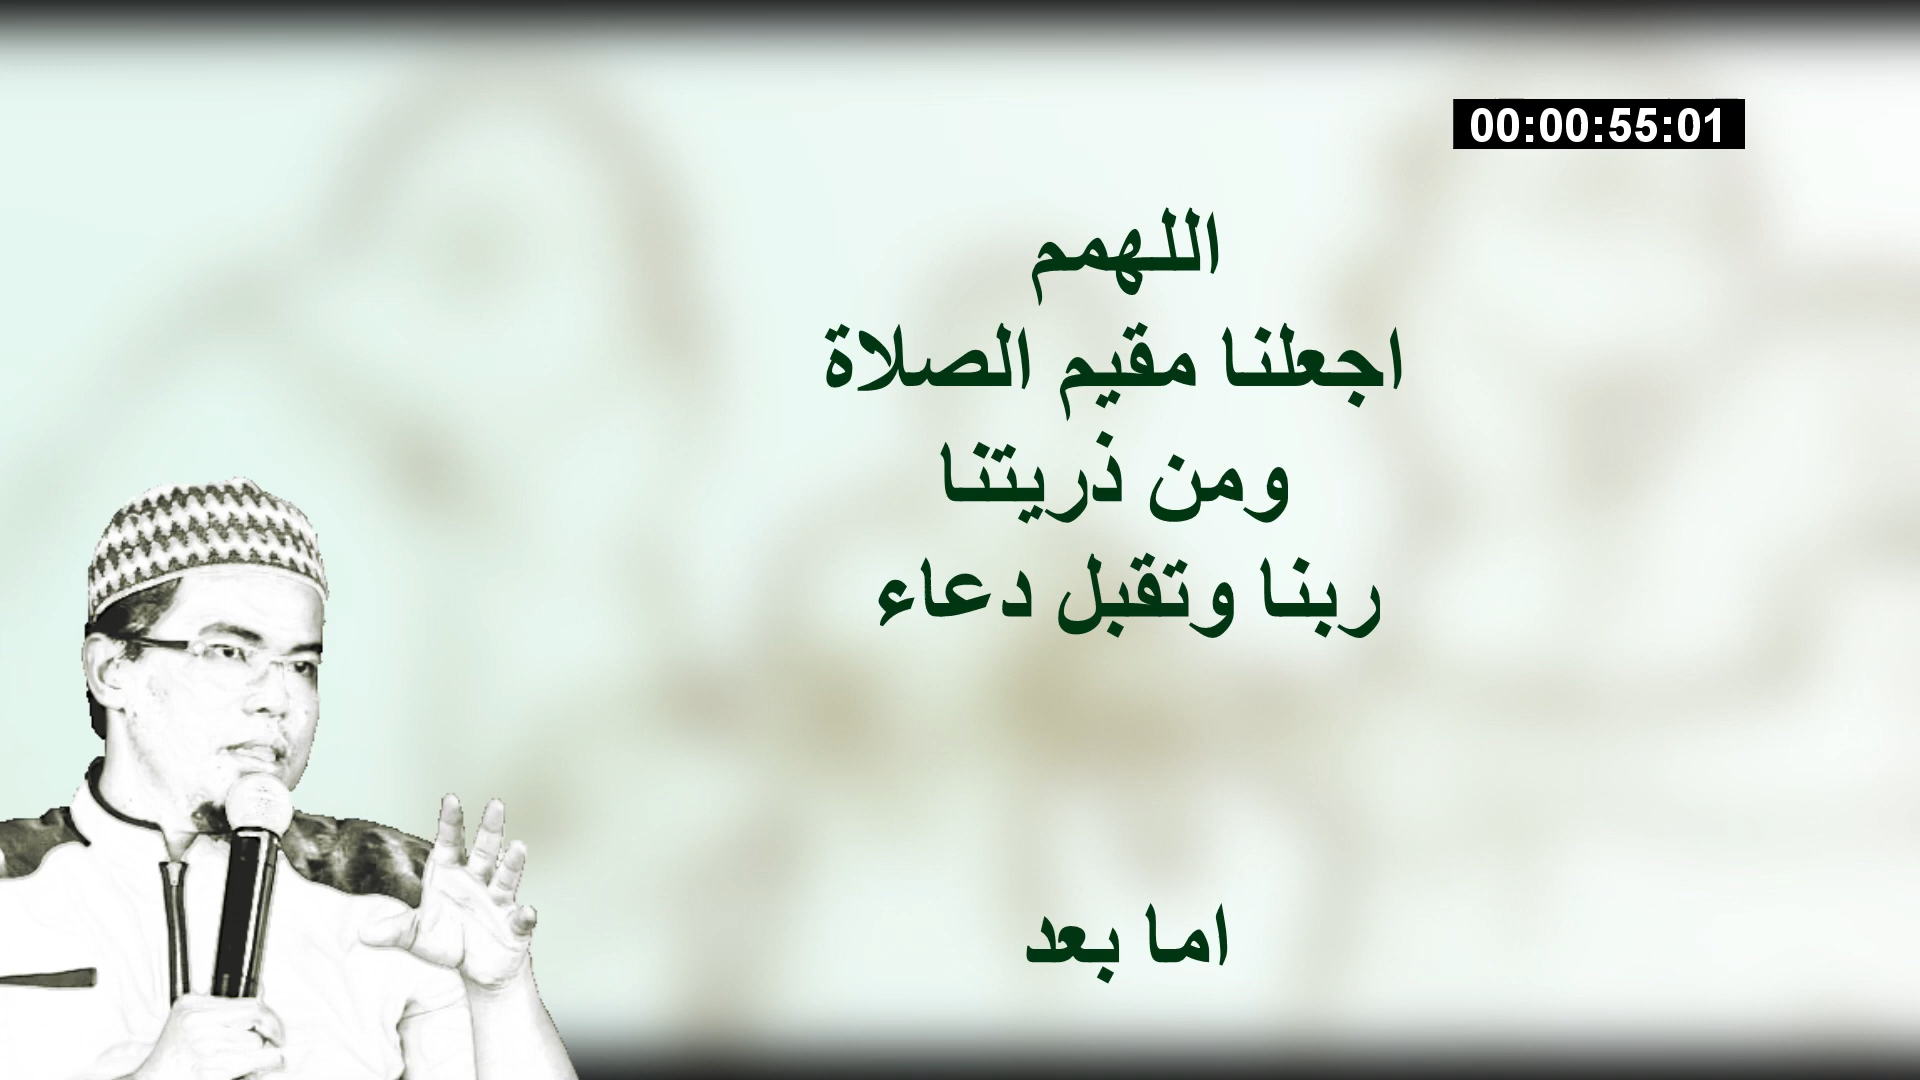 00:00:55:01
اللهمم
اجعلنا مقيم الصلاة
ومن ذريتنا
ربنا وتقبل دعاء
اما بعد